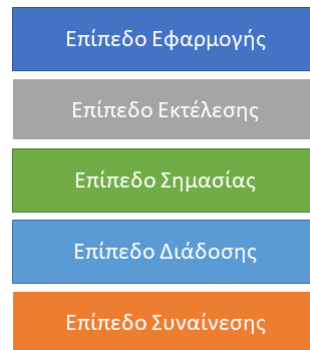 Επίπεδο Εφαρμογής
Επίπεδο Εκτέλεσης
Επίπεδο Σημασίας
Επίπεδο Διάδοσης
Επίπεδο Συναίνεσης